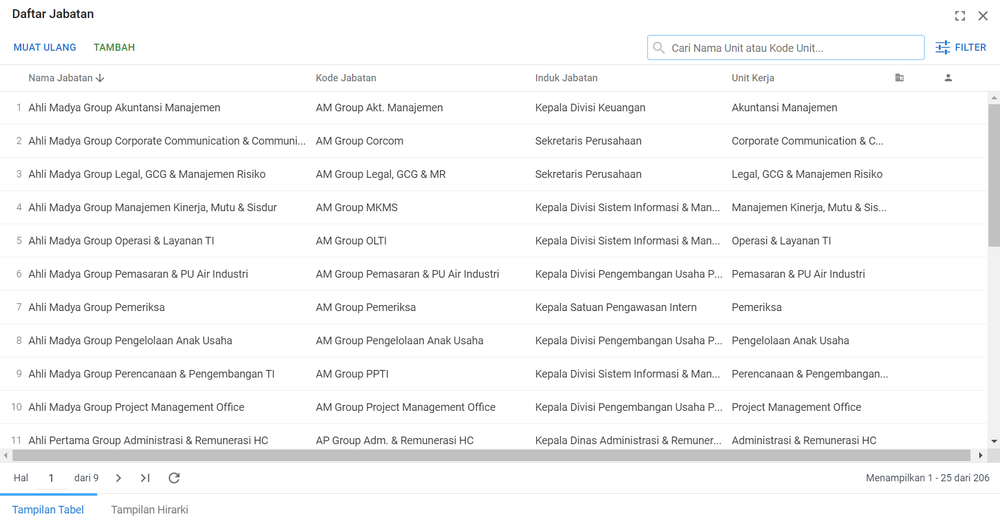 Daftar Jabatan
MUAT ULANG TAMBAH Cari Nama Unit atau Kode Unit... FILTER
Nama Jabatan Kode Jabatan Induk Jabatan Unit Kerja
1 Ahli Madya Group Akuntansi Manajemen AM Group Akt. Manajemen Kepala Divisi Keuangan Akuntansi Manajemen
2 Ahli Madya Group Corporate Communication & Communi... AM Group Corcom Sekretaris Perusahaan Corporate Communication & C...
3 Ahli Madya Group Legal, GCG & Manajemen Risiko AM Group Legal, GCG & MR Sekretaris Perusahaan Legal, GCG & Manajemen Risiko
4 Ahli Madya Group Manajemen Kinerja, Mutu & Sisdur AM Group MKMS Kepala Divisi Sistem Informasi & Man... Manajemen Kinerja, Mutu & Sis...
5 Ahli Madya Group Operasi & Layanan TI AM Group OLTI Kepala Divisi Sistem Informasi & Man... Operasi & Layanan TI
6 Ahli Madya Group Pemasaran & PU Air Industri AM Group Pemasaran & PU Air Industri Kepala Divisi Pengembangan Usaha P... Pemasaran & PU Air Industri
7 Ahli Madya Group Pemeriksa AM Group Pemeriksa Kepala Satuan Pengawasan Intern Pemeriksa
8 Ahli Madya Group Pengelolaan Anak Usaha AM Group Pengelolaan Anak Usaha Kepala Divisi Pengembangan Usaha P... Pengelolaan Anak Usaha
9 Ahli Madya Group Perencanaan & Pengembangan TI AM Group PPTI Kepala Divisi Sistem Informasi & Man... Perencanaan & Pengembangan...
10 Ahli Madya Group Project Management Office AM Group Project Management Office Kepala Divisi Pengembangan Usaha P... Project Management Office
11 Ahli Pertama Group Administrasi & Remunerasi HC AP Group Adm. & Remunerasi HC Kepala Dinas Administrasi & Remuner... Administrasi & Remunerasi HC
Hal 1 dari 9 Menampilkan 1 - 25 dari 206
Tampilan Tabel Tampilan Hirarki